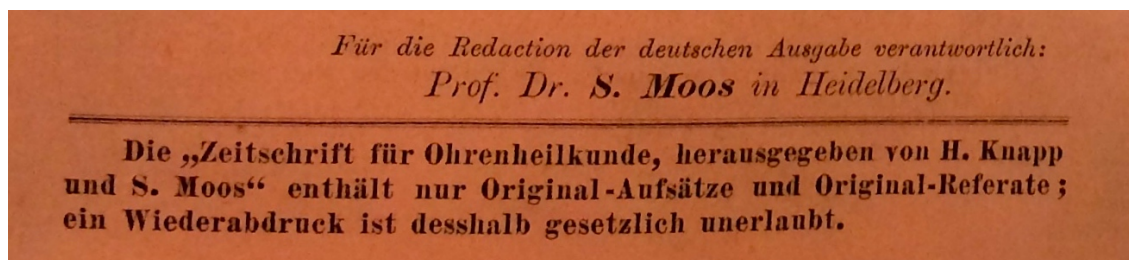 Für die Redaction der deutschen Ausgabe verantwortlich:
Prof. Dr. S. Moos in Heidelberg.
Die „Zeitschrift für Ohrenheilkunde, herausgegeben von H. Knapp
und S. Moos“ enthält nur Original-Aufsätze und Original-Referate;
ein Wiederabdruck ist desshalb gesetzlich unerlaubt.